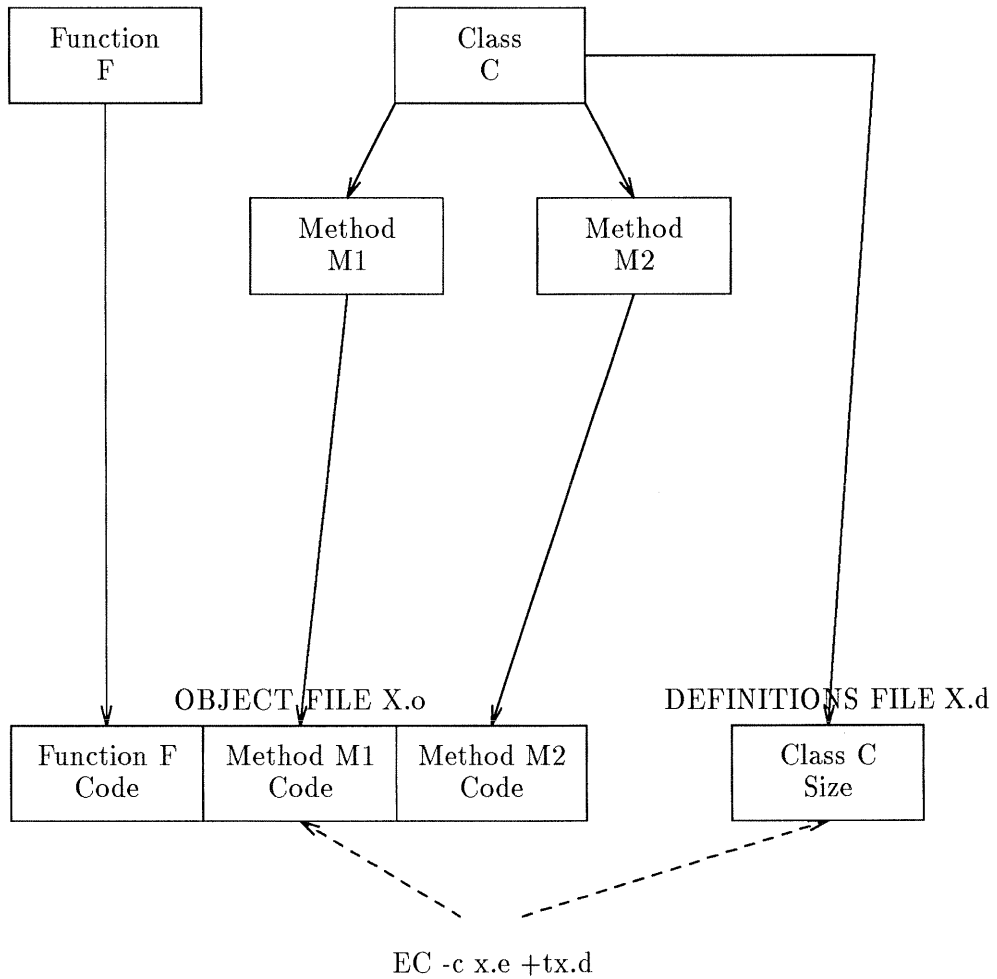 Function
F
Class
C
Method
M1
Method
M2
OBJECT FILE X.o
DEFINITIONS FILE X.d
Function F
Code
Method M1
Code
Method M2
Code
Class C
Size
EC -c x.e +tx.d